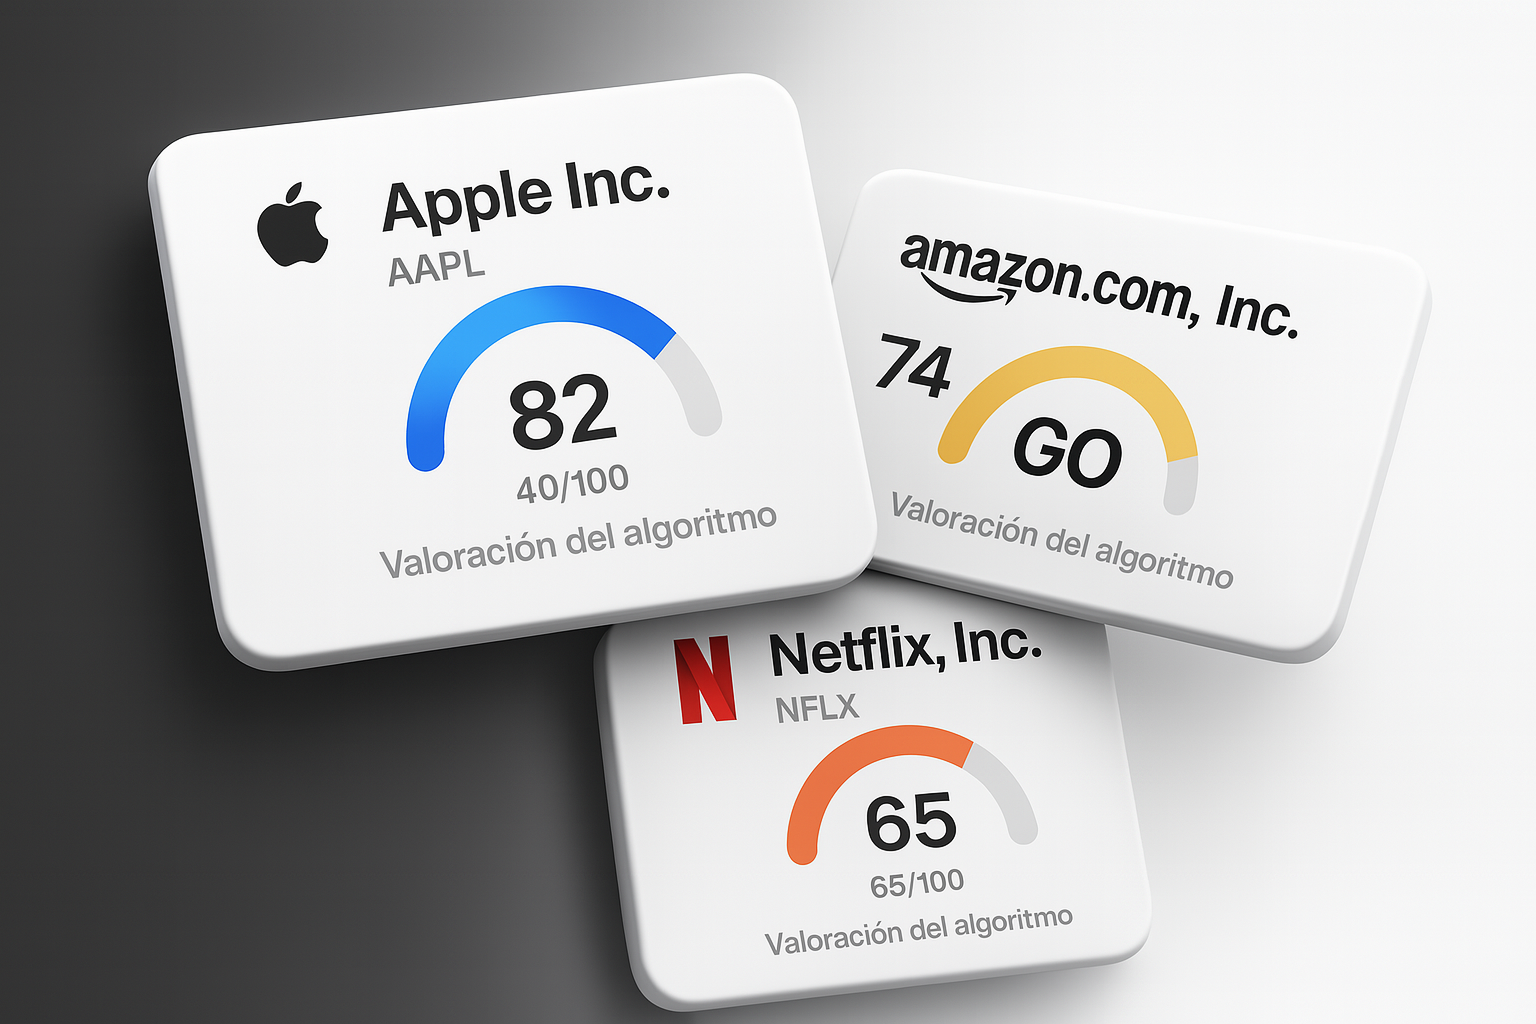 Apple Inc.
AAPL
82
40/100
Valoración del algoritmo
amazon.com, Inc.
74
GO
Valoración del algoritmo
N
Netflix, Inc.
NFLX
65
65/100
Valoración del algoritmo